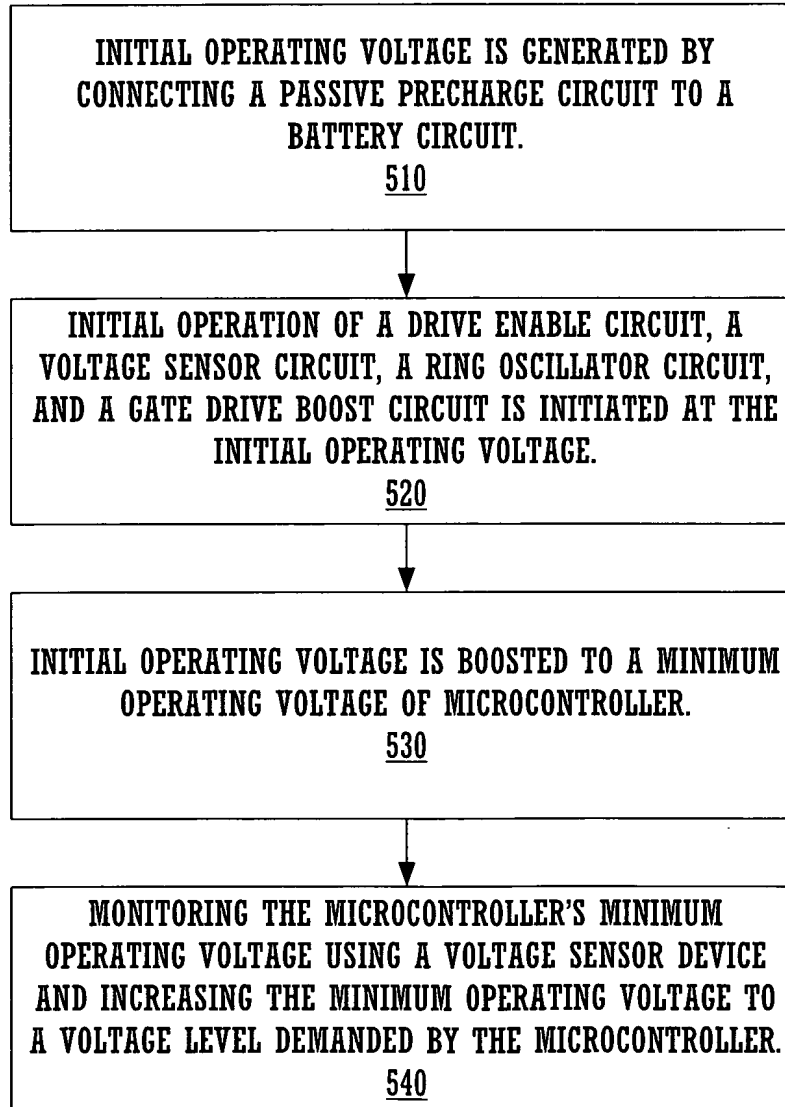 INITIAL OPERATING VOLTAGE IS GENERATED BY
CONNECTING A PASSIVE PRECHARGE CIRCUIT TO A
BATTERY CIRCUIT.
510
INITIAL OPERATION OF A DRIVE ENABLE CIRCUIT, A
VOLTAGE SENSOR CIRCUIT, A RING OSCILLATOR CIRCUIT,
AND A GATE DRIVE BOOST CIRCUIT IS INITIATED AT THE
INITIAL OPERATING VOLTAGE.
520
INITIAL OPERATING VOLTAGE IS BOOSTED TO A MINIMUM
OPERATING VOLTAGE OF MICROCONTROLLER.
530
MONITORING THE MICROCONTROLLER'S MINIMUM
OPERATING VOLTAGE USING A VOLTAGE SENSOR DEVICE
AND INCREASING THE MINIMUM OPERATING VOLTAGE TO
A VOLTAGE LEVEL DEMANDED BY THE MICROCONTROLLER.
540